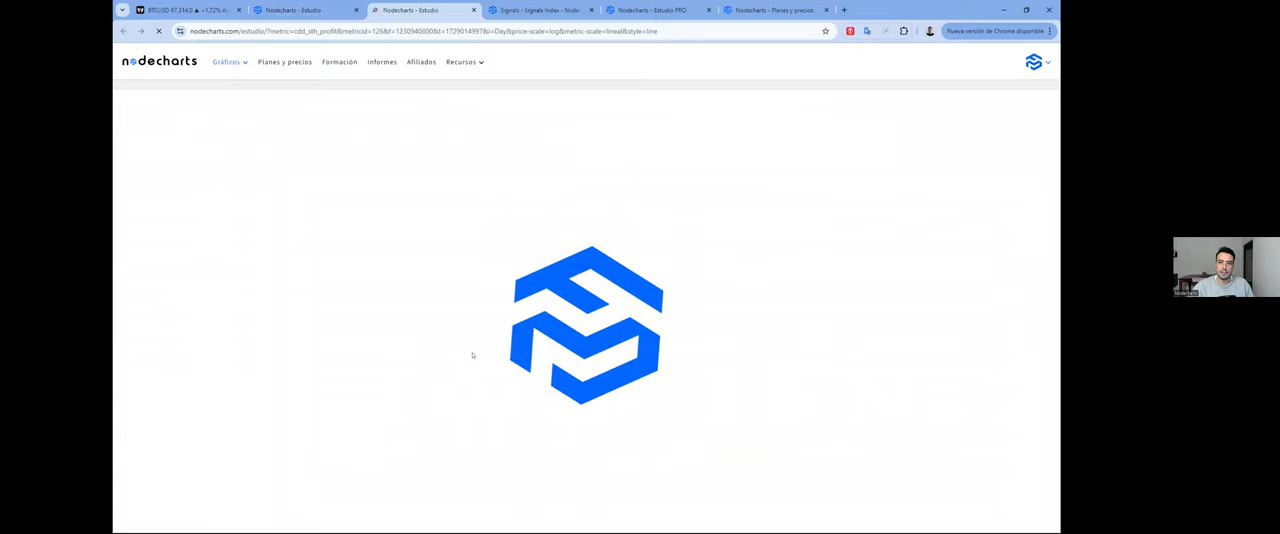 BTCUSD 67,314.0 ▲ +1.72%
Nodecharts - Estudio
Nodecharts - Estudio
Signals - Signals Index - Node
Nodecharts - Estudio PRO
Nodecharts - Planes y precios
nodecharts.com/estudio/?metric=cdd_sth_profit&metricid=126&f=1230940800&t=1729014997&i=Day&price-scale=log&metric-scale=lineal&style=line
Nueva versión de Chrome disponible
nodecharts
Gráficos
Planes y precios
Formación
Informes
Afiliados
Recursos
Nodecharts